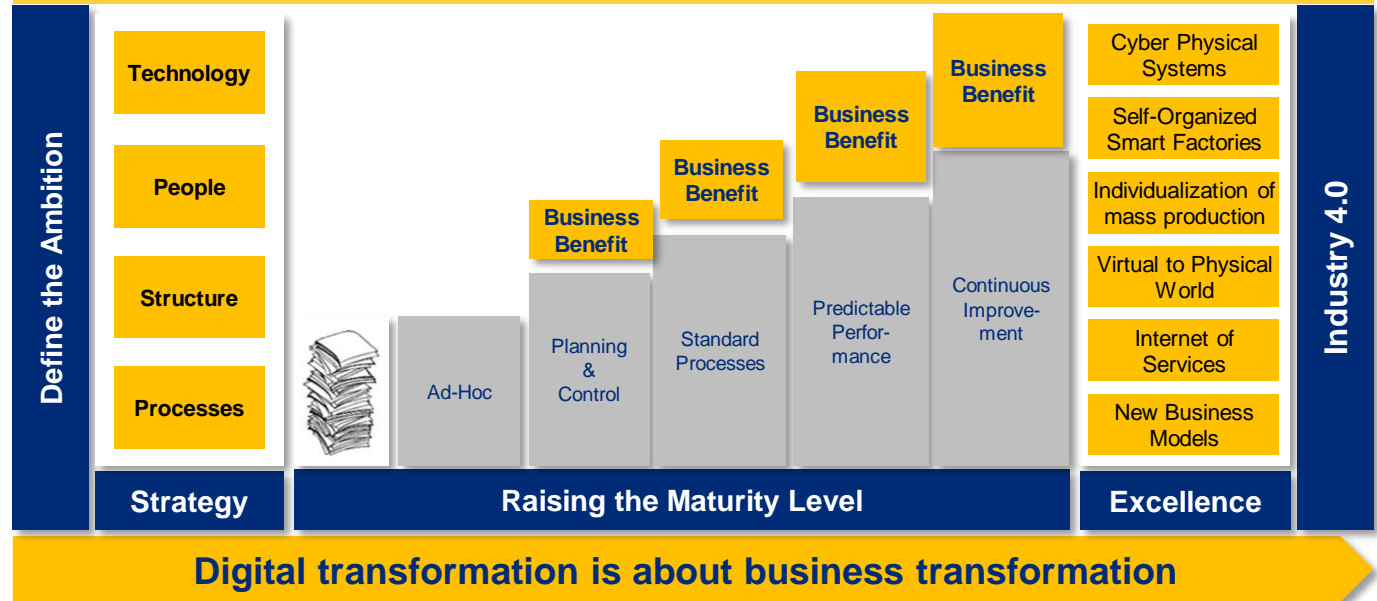 Define the Ambition
Technology
People
Structure
Processes
Strategy
Ad-Hoc
Business
Benefit
Planning
&
Control
Business
Benefit
Standard
Processes
Business
Benefit
Predictable
Perfor-
mance
Business
Benefit
Continuous
Improve-
ment
Raising the Maturity Level
Cyber Physical
Systems
Self-Organized
Smart Factories
Individualization of
mass production
Virtual to Physical
World
Internet of
Services
New Business
Models
Excellence
Industry 4.0
Digital transformation is about business transformation